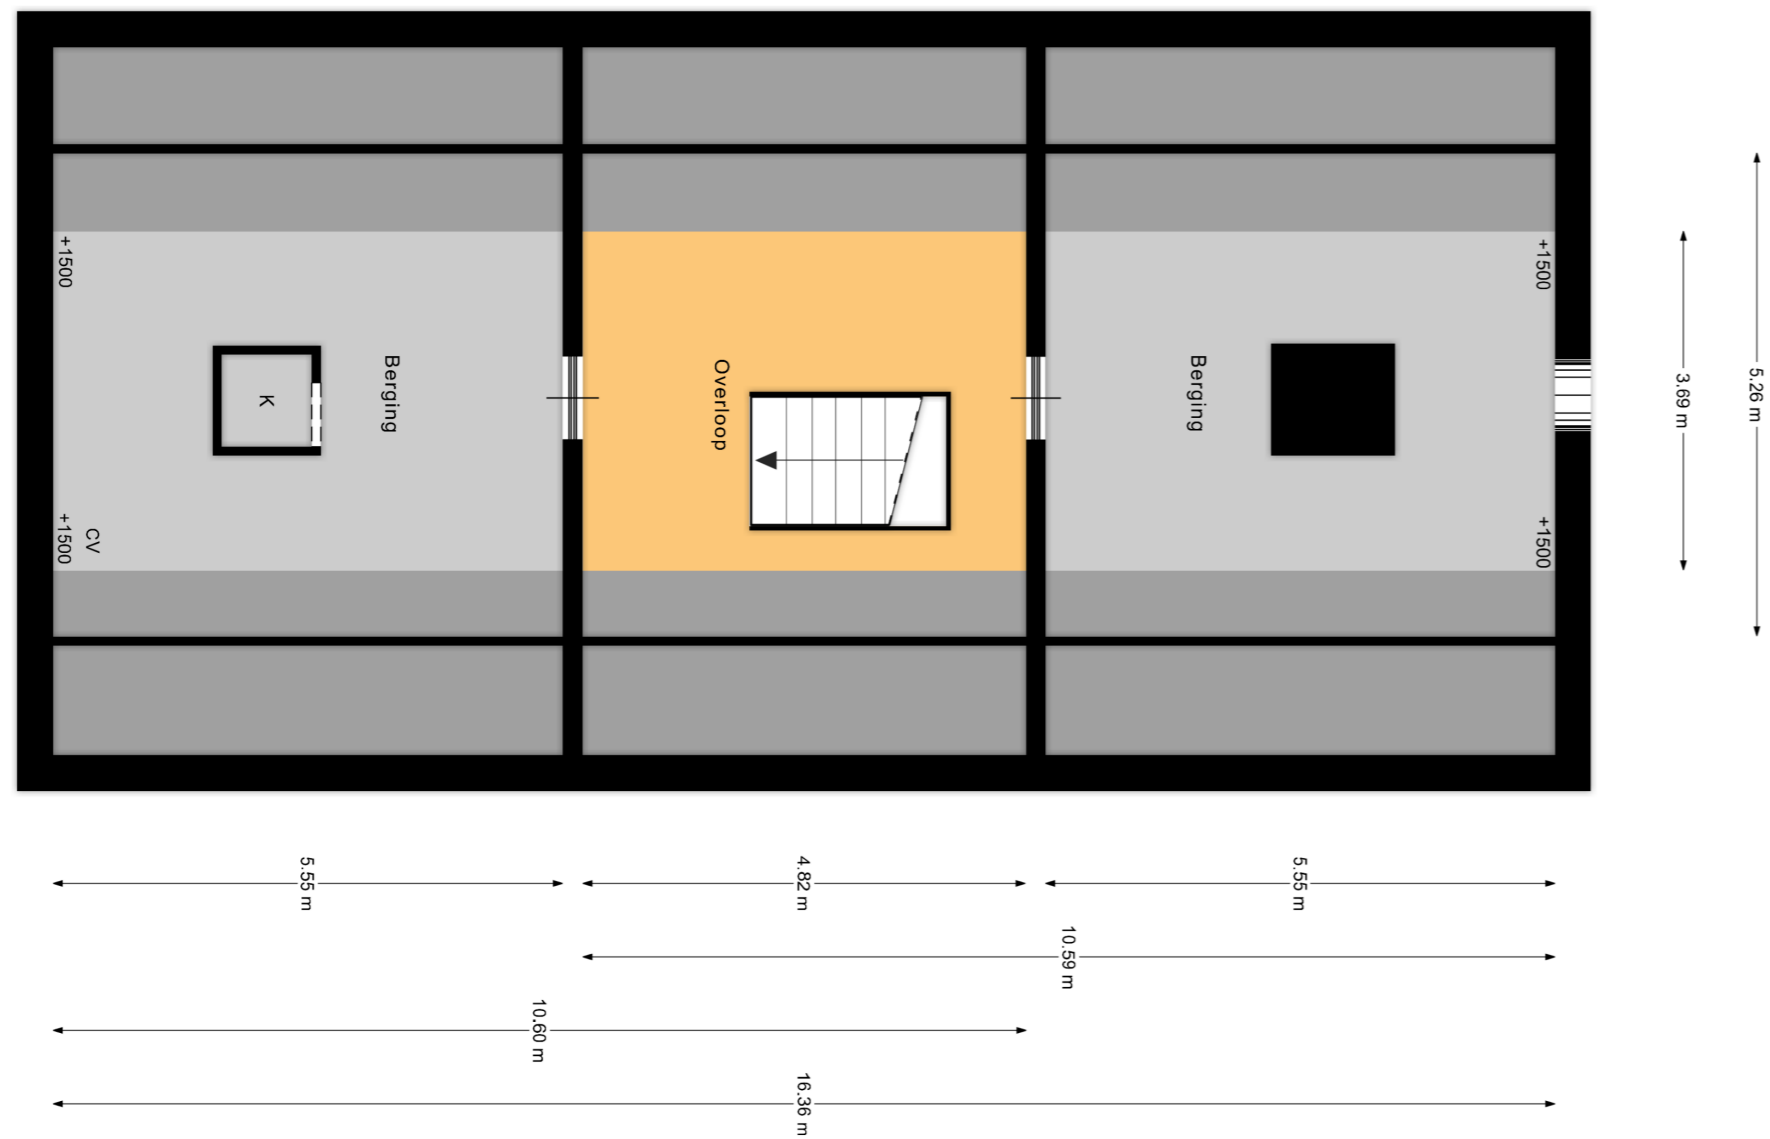 +1500
+1500
K
Berging
Overloop
Berging
+1500
CV
+1500
3.69 m
5.26 m
5.55 m
4.82 m
5.55 m
10.59 m
10.60 m
16.36 m